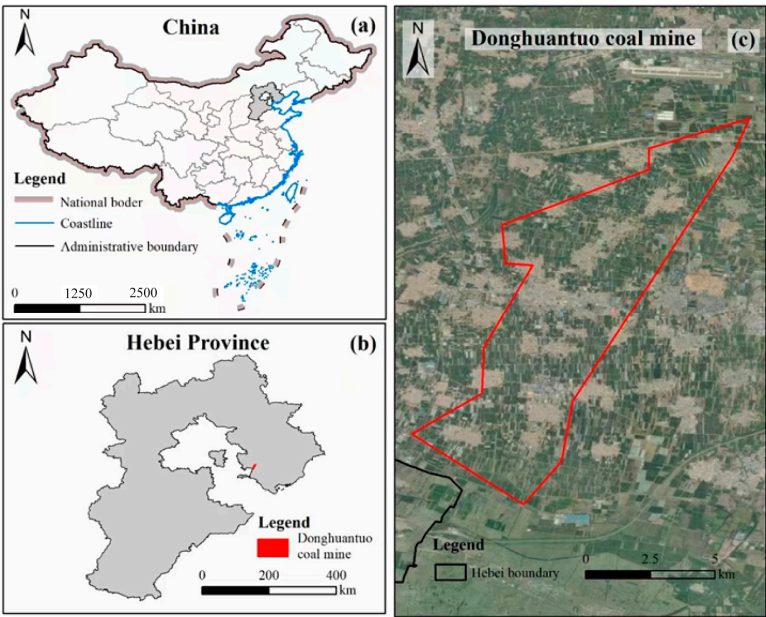 N
China
(a)
Legend
National boder
Coastline
Administrative boundary
0 1250 2500
km
N
Hebei Province
(b)
Legend
Donghuantuo
coal mine
0 200 400
km
N
Donghuantuo coal mine
(c)
Legend
Hebei boundary
0 2.5 5
km